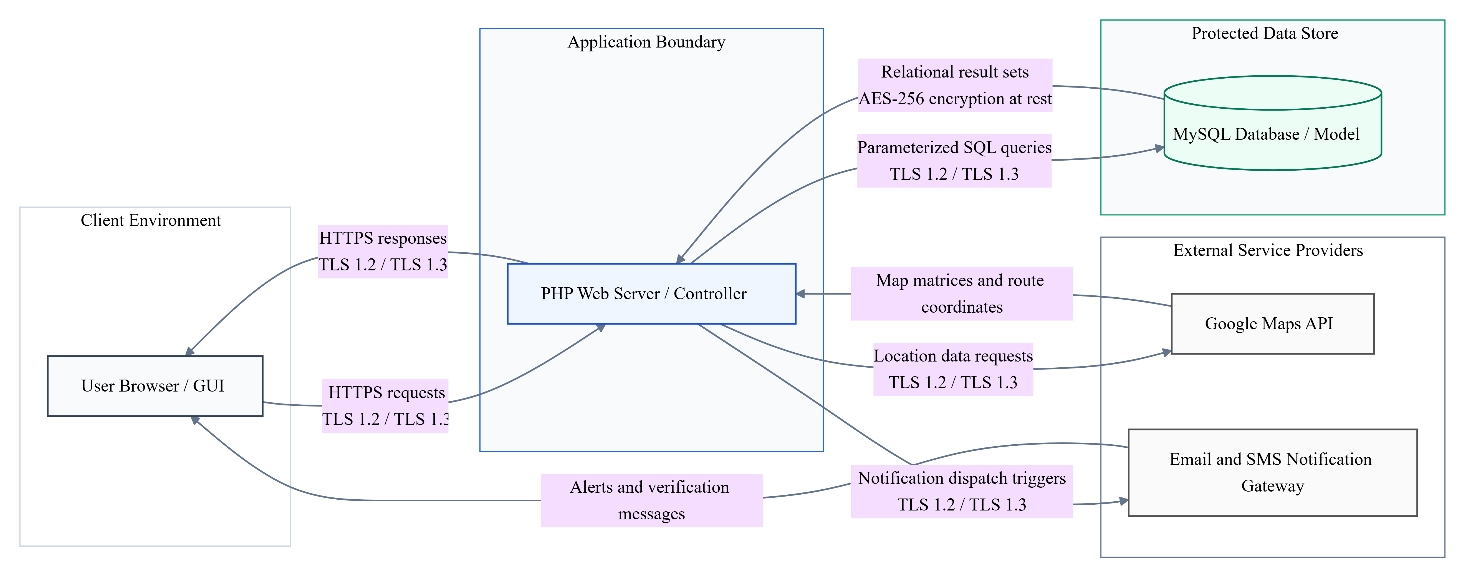 Application Boundary
Protected Data Store
Relational result sets
AES-256 encryption at rest
MySQL Database / Model
Parameterized SQL queries
TLS 1.2 / TLS 1.3
Client Environment
HTTPS responses
TLS 1.2 / TLS 1.3
External Service Providers
PHP Web Server / Controller
Map matrices and route
coordinates
Google Maps API
Location data requests
TLS 1.2 / TLS 1.3
User Browser / GUI
HTTPS requests
TLS 1.2 / TLS 1.3
Email and SMS Notification
Gateway
Notification dispatch triggers
TLS 1.2 / TLS 1.3
Alerts and verification
messages